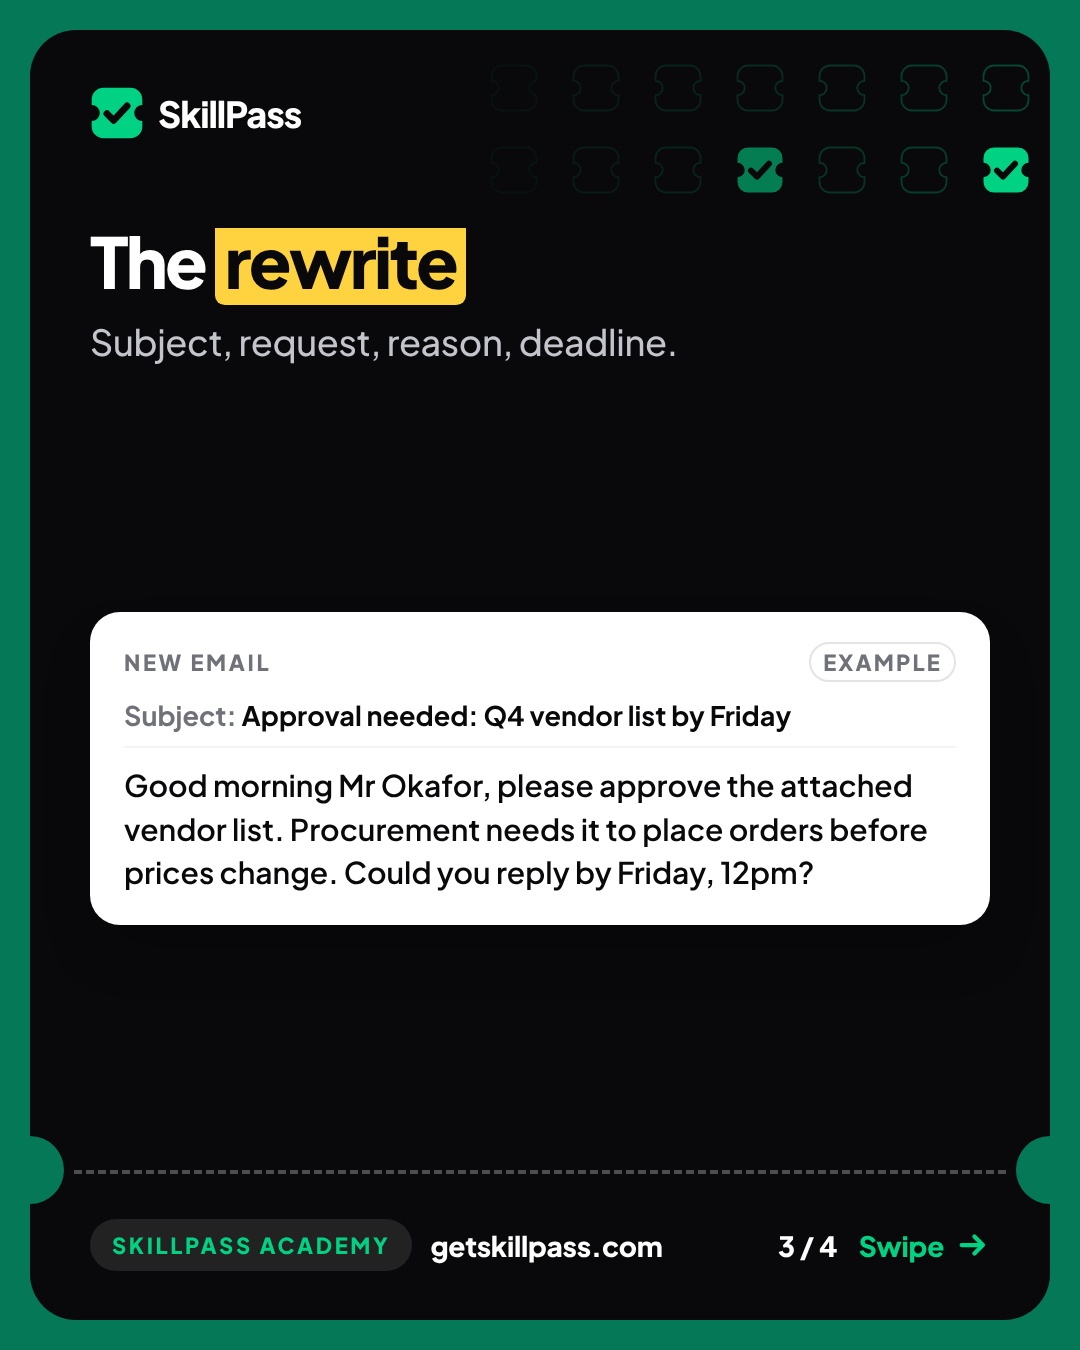 SkillPass
The rewrite
Subject, request, reason, deadline.
NEW EMAIL
EXAMPLE
Subject: Approval needed: Q4 vendor list by Friday
Good morning Mr Okafor, please approve the attached
vendor list. Procurement needs it to place orders before
prices change. Could you reply by Friday, 12pm?
SKILLPASS ACADEMY
getskillpass.com
3 / 4
Swipe →